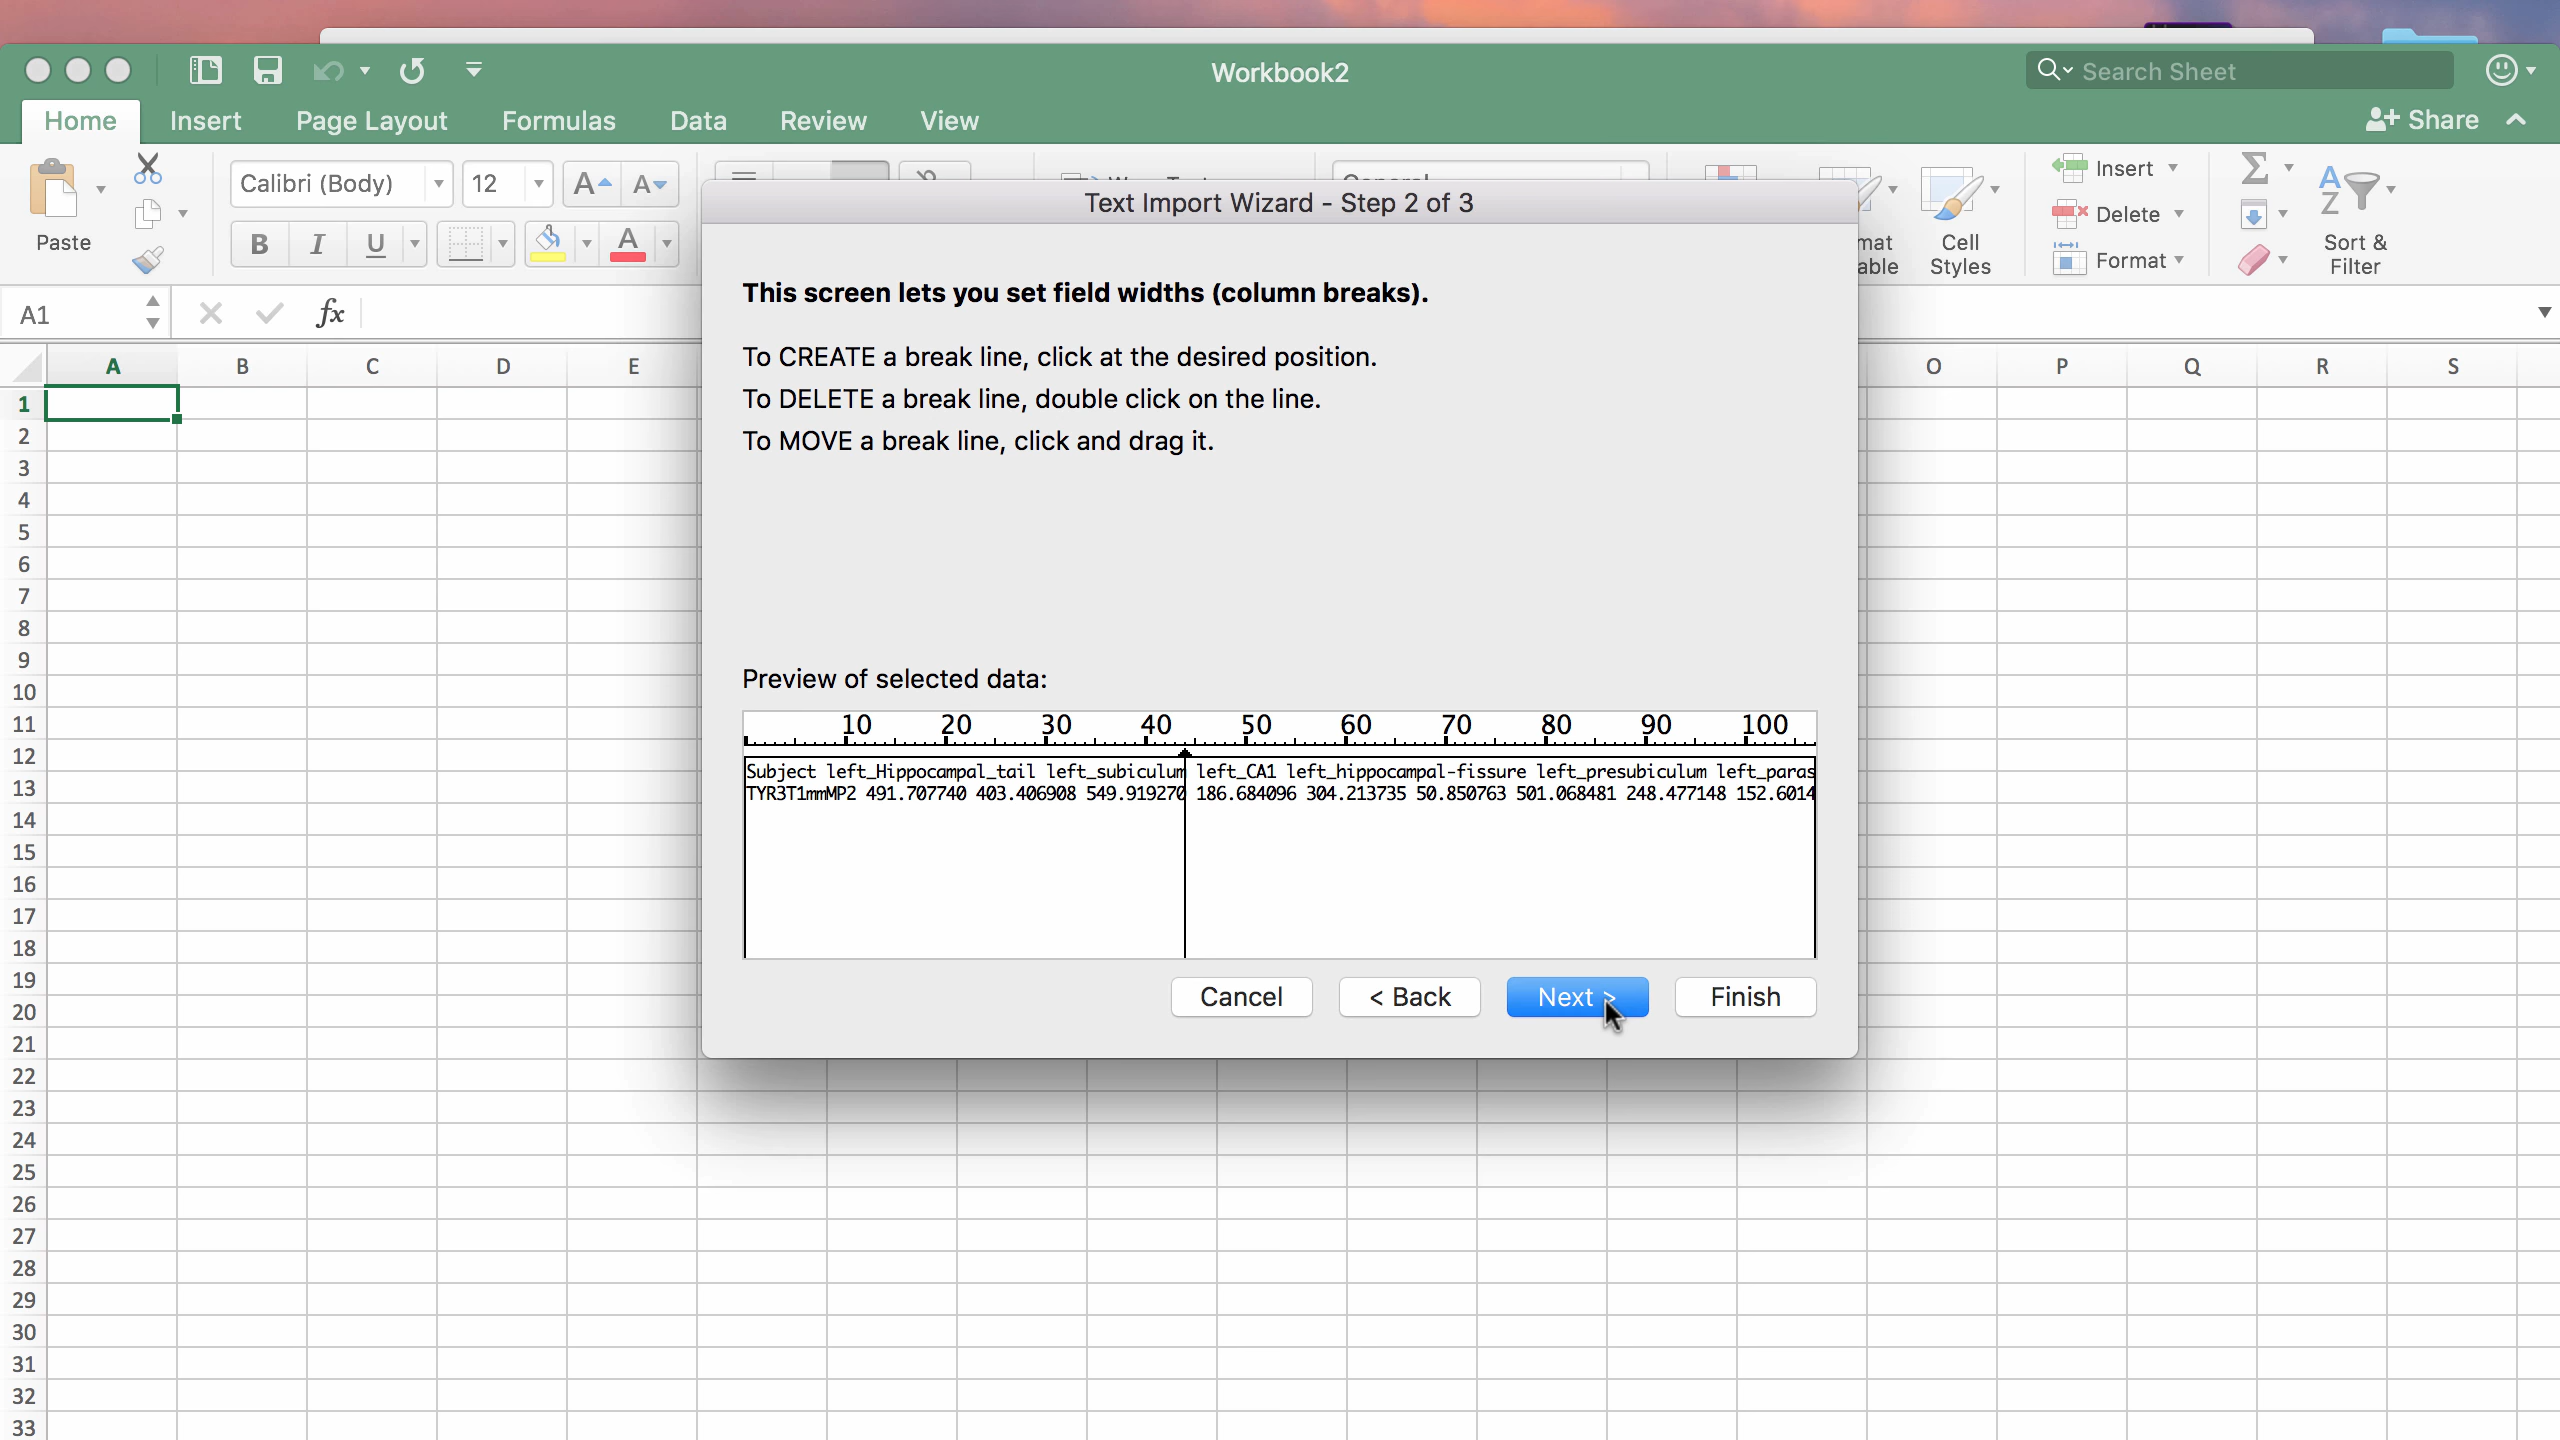 Workbook2
Search Sheet
Home Insert Page Layout Formulas Data Review View
Share
Paste
Calibri (Body) 12 A A
B I U A
Cell Styles
Insert
Delete
Format
Sort & Filter
A1 fx
Text Import Wizard - Step 2 of 3
This screen lets you set field widths (column breaks).
To CREATE a break line, click at the desired position.
To DELETE a break line, double click on the line.
To MOVE a break line, click and drag it.
Preview of selected data:
10 20 30 40 50 60 70 80 90 100
Subject left_Hippocampal_tail left_subiculum left_CA1 left_hippocampal-fissure left_presubiculum left_paras
TYR3T1mmMP2 491.707740 403.406908 549.919270 186.684096 304.213735 50.850763 501.068481 248.477148 152.6014
Cancel < Back Next > Finish
A B C D E O P Q R S
1
2
3
4
5
6
7
8
9
10
11
12
13
14
15
16
17
18
19
20
21
22
23
24
25
26
27
28
29
30
31
32
33